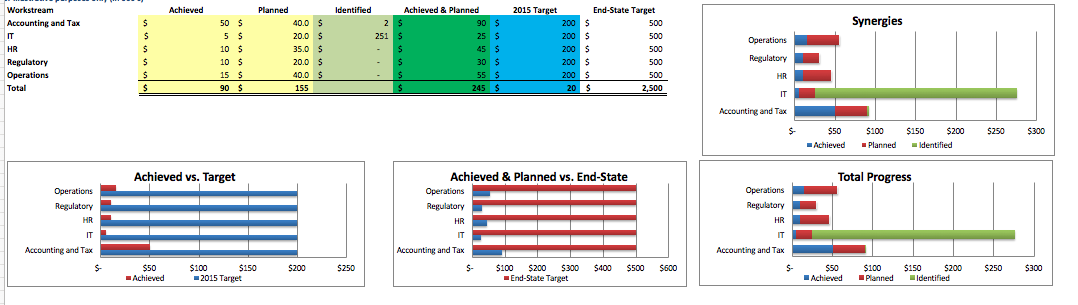 illustrative purposes only (in 000's)
Workstream Achieved Planned Identified Achieved & Planned 2015 Target End-State Target
Accounting and Tax $ 50 $ 40.0 $ 2 $ 90 $ 200 $ 500
IT $ 5 $ 20.0 $ 251 $ 25 $ 200 $ 500
HR $ 10 $ 35.0 $ - $ 45 $ 200 $ 500
Regulatory $ 10 $ 20.0 $ - $ 30 $ 200 $ 500
Operations $ 15 $ 40.0 $ - $ 55 $ 200 $ 500
Total $ 90 $ 155 $ 245 $ 20 $ 2,500
Synergies
Operations
Regulatory
HR
IT
Accounting and Tax
$- $50 $100 $150 $200 $250 $300
Achieved Planned Identified
Achieved vs. Target
Operations
Regulatory
HR
IT
Accounting and Tax
$- $50 $100 $150 $200 $250
Achieved 2015 Target
Achieved & Planned vs. End-State
Operations
Regulatory
HR
IT
Accounting and Tax
$- $100 $200 $300 $400 $500 $600
End-State Target
Total Progress
Operations
Regulatory
HR
IT
Accounting and Tax
$- $50 $100 $150 $200 $250 $300
Achieved Planned Identified